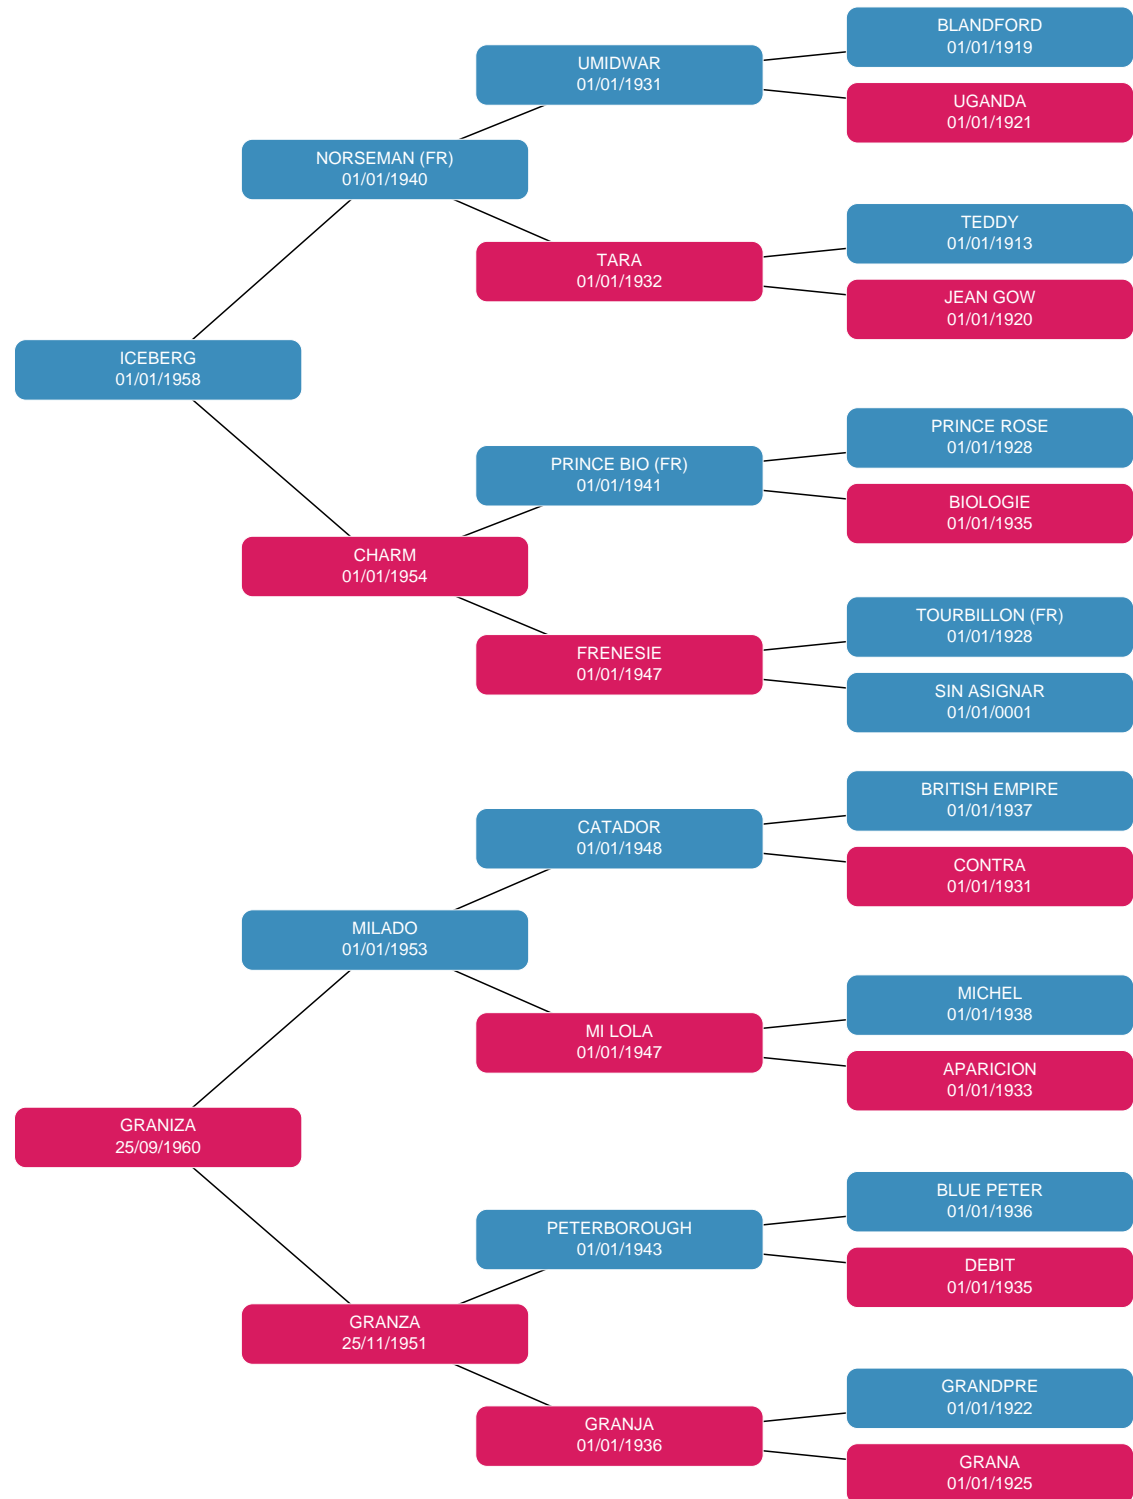 BLANDFORD
01/01/1919
UMIDWAR
01/01/1931
UGANDA
01/01/1921
NORSEMAN (FR)
01/01/1940
TEDDY
01/01/1913
TARA
01/01/1932
JEAN GOW
01/01/1920
ICEBERG
01/01/1958
PRINCE ROSE
01/01/1928
PRINCE BIO (FR)
01/01/1941
BIOLOGIE
01/01/1935
CHARM
01/01/1954
TOURBILLON (FR)
01/01/1928
FRENESIE
01/01/1947
SIN ASIGNAR
01/01/0001
BRITISH EMPIRE
01/01/1937
CATADOR
01/01/1948
CONTRA
01/01/1931
MILADO
01/01/1953
MICHEL
01/01/1938
MI LOLA
01/01/1947
APARICION
01/01/1933
GRANIZA
25/09/1960
BLUE PETER
01/01/1936
PETERBOROUGH
01/01/1943
DEBIT
01/01/1935
GRANZA
25/11/1951
GRANDPRE
01/01/1922
GRANJA
01/01/1936
GRANA
01/01/1925